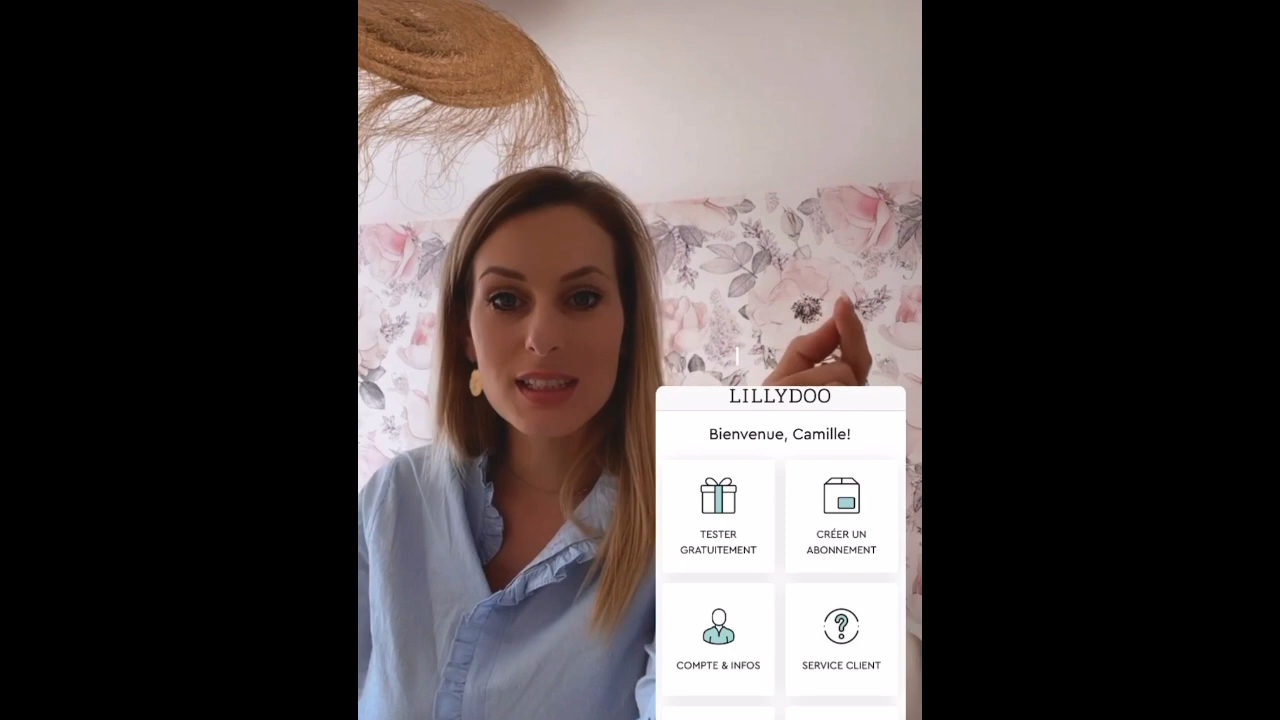 LILLYDOO
Bienvenue, Camille!
TESTER
GRATUITEMENT
CRÉER UN
ABONNEMENT
COMPTE & INFOS
SERVICE CLIENT